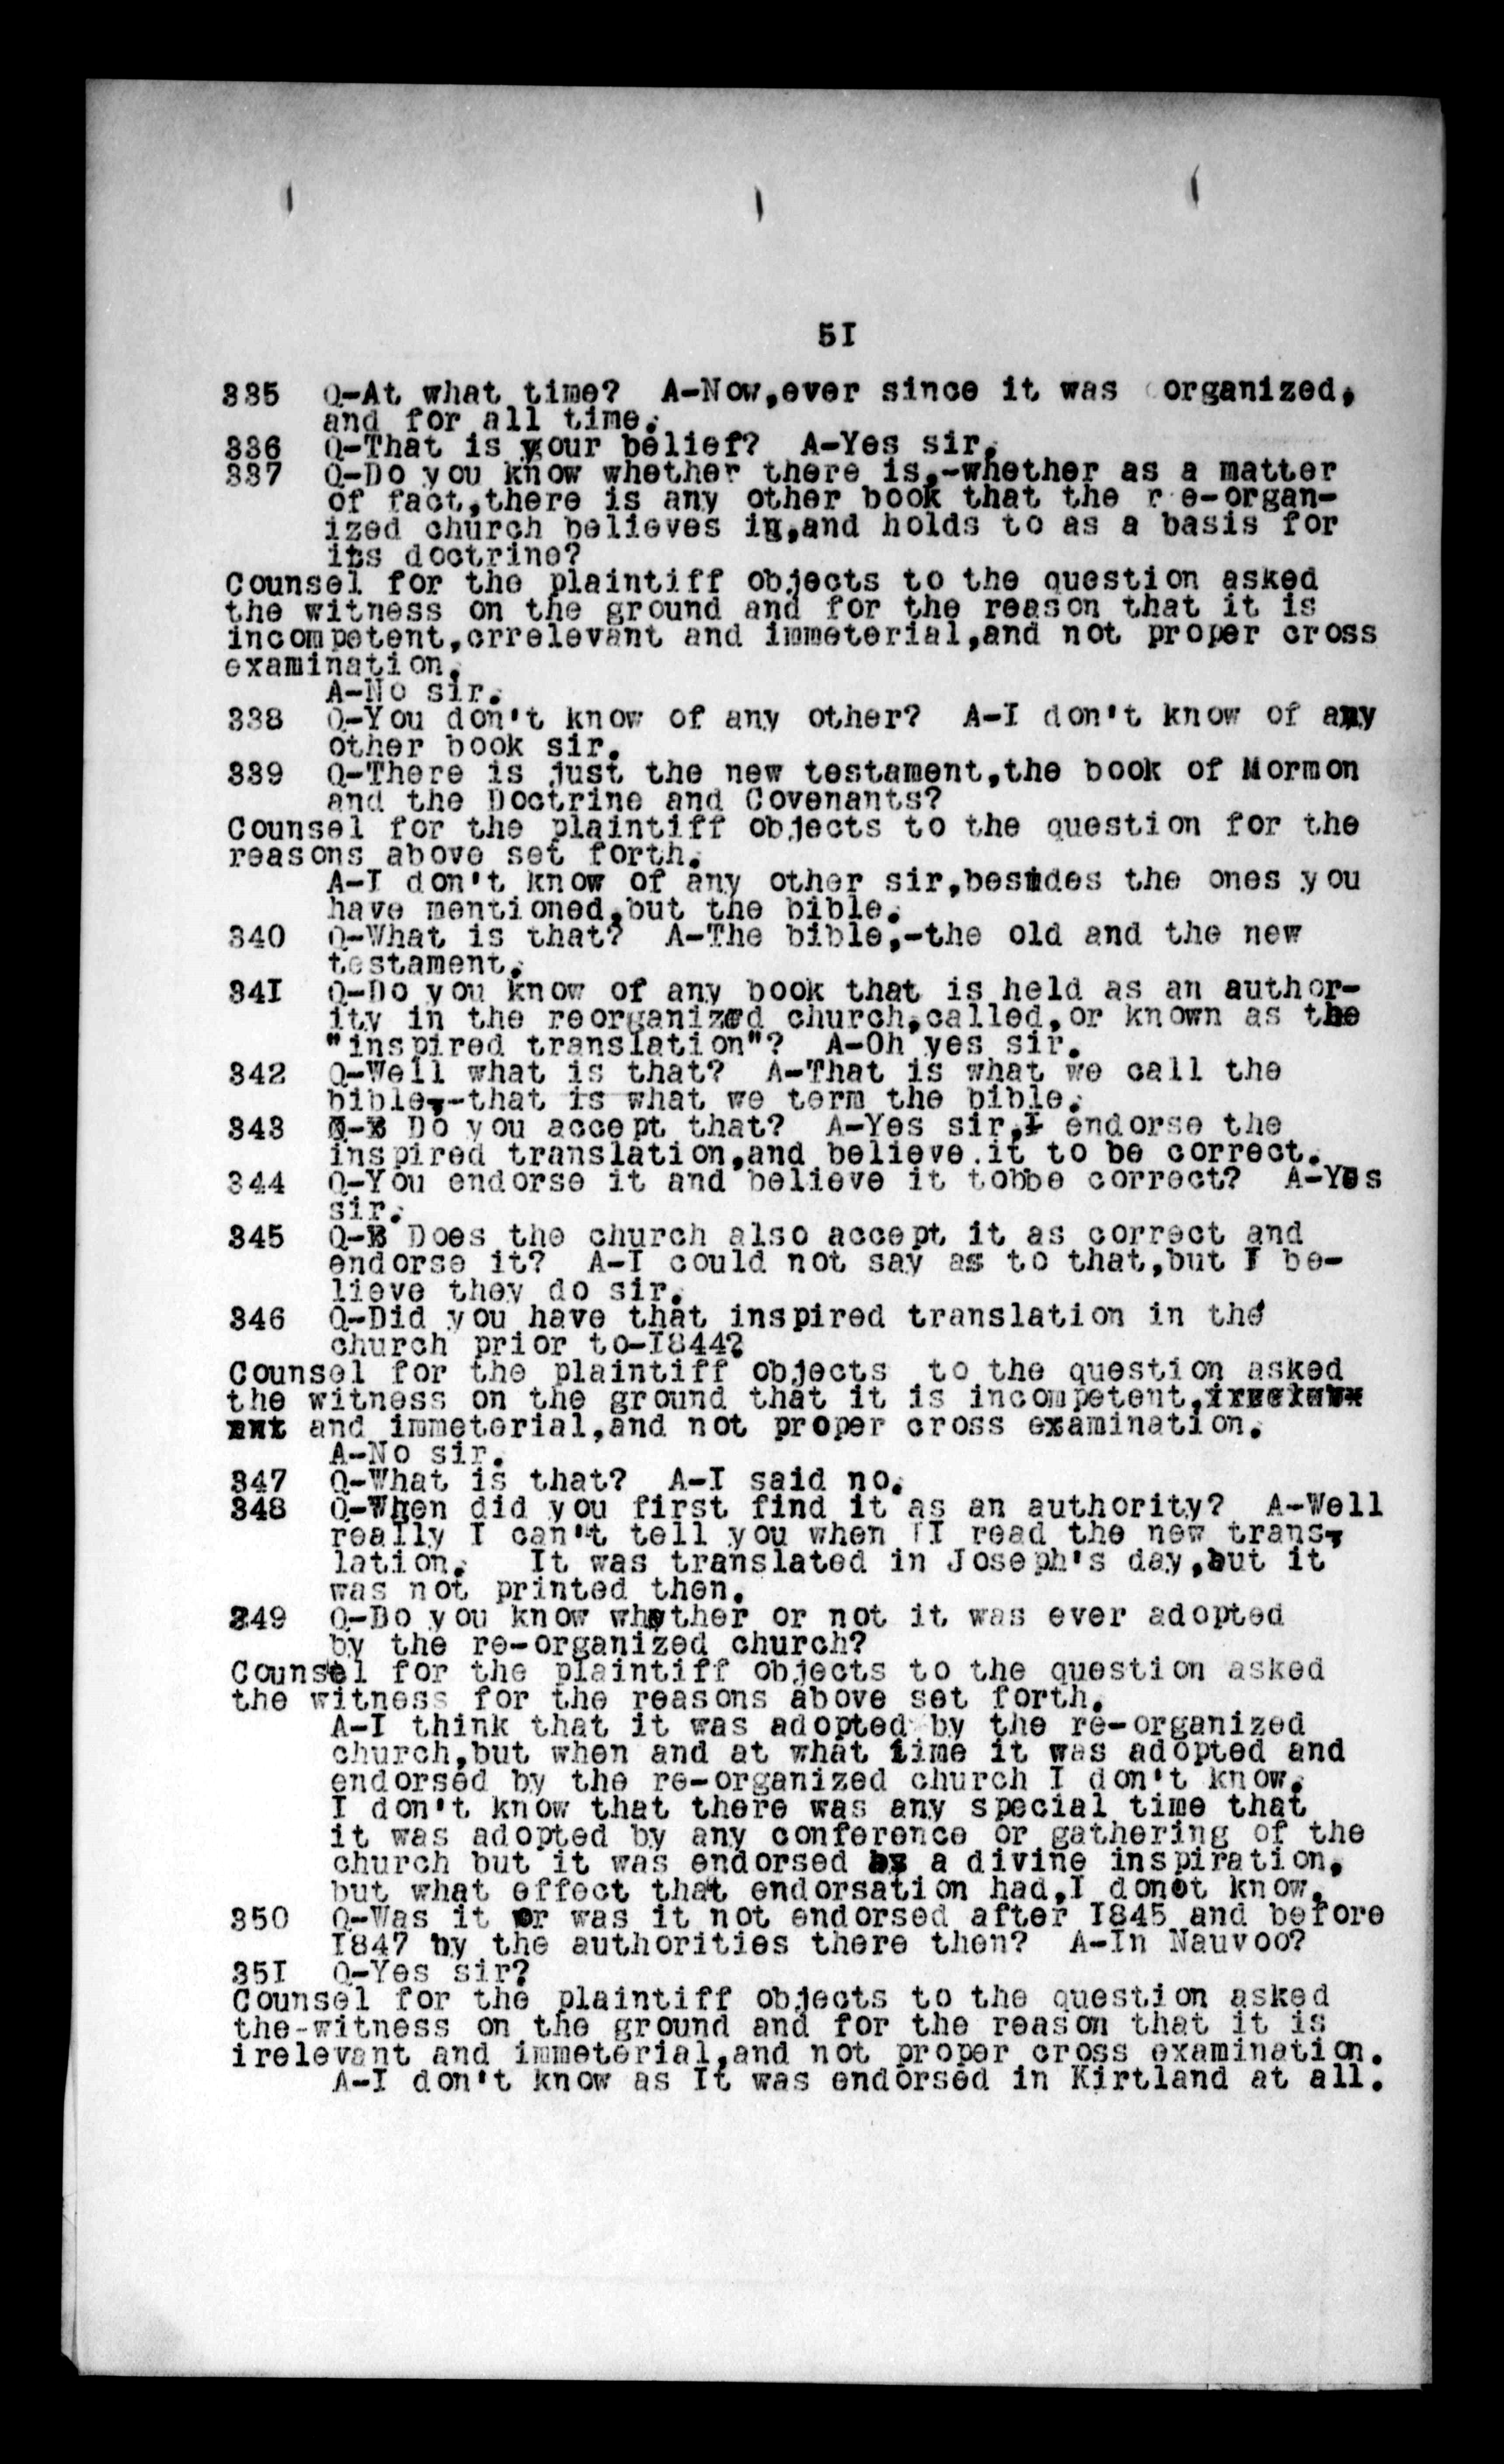 51
335 Q-At what time? A-Now,ever since it was organized,
and for all time.
336 Q-That is your belief? A-Yes sir.
337 Q-Do you know whether there is,-whether as a matter
of fact,there is any other book that the r e-organ-
ized church believes in,and holds to as a basis for
its doctrine?
Counsel for the plaintiff objects to the question asked
the witness on the ground and for the reason that it is
incompetent,orrelevant and immeterial,and not proper cross
examination.
A-No sir.
338 Q-You don't know of any other? A-I don't know of any
other book sir.
339 Q-There is just the new testament,the book of Mormon
and the Doctrine and Covenants?
Counsel for the plaintiff objects to the question for the
reasons above set forth.
A-I don't know of any other sir,besides the ones you
have mentioned,but the bible.
340 Q-What is that? A-The bible,-the old and the new
testament.
341 Q-Do you know of any book that is held as an author-
ity in the reorganized church,called,or known as the
"inspired translation"? A-Oh yes sir.
342 Q-Well what is that? A-That is what we call the
bible,-that is what we term the bible.
343 Q- Do you accept that? A-Yes sir,I endorse the
inspired translation,and believe it to be correct.
344 Q-You endorse it and believe it tobbe correct? A-Yes
sir.
345 Q- Does the church also accept it as correct and
endorse it? A-I could not say as to that,but I be-
lieve they do sir.
346 Q-Did you have that inspired translation in the
church prior to-1844?
Counsel for the plaintiff objects to the question asked
the witness on the ground that it is incompetent,
and immeterial,and not proper cross examination.
A-No sir.
347 Q-What is that? A-I said no.
348 Q-When did you first find it as an authority? A-Well
really I can't tell you when I read the new trans-
lation. It was translated in Joseph's day,but it
was not printed then.
349 Q-Do you know whether or not it was ever adopted
by the re-organized church?
Counsel for the plaintiff objects to the question asked
the witness for the reasons above set forth.
A-I think that it was adopted by the re-organized
church,but when and at what time it was adopted and
endorsed by the re-organized church I don't know.
I don't know that there was any special time that
it was adopted by any conference or gathering of the
church but it was endorsed by a divine inspiration,
but what effect that endorsation had,I donot know.
350 Q-Was it or was it not endorsed after 1845 and before
1847 by the authorities there then? A-In Nauvoo?
351 Q-Yes sir?
Counsel for the plaintiff objects to the question asked
the-witness on the ground and for the reason that it is
irelevant and immeterial,and not proper cross examination.
A-I don't know as It was endorsed in Kirtland at all.